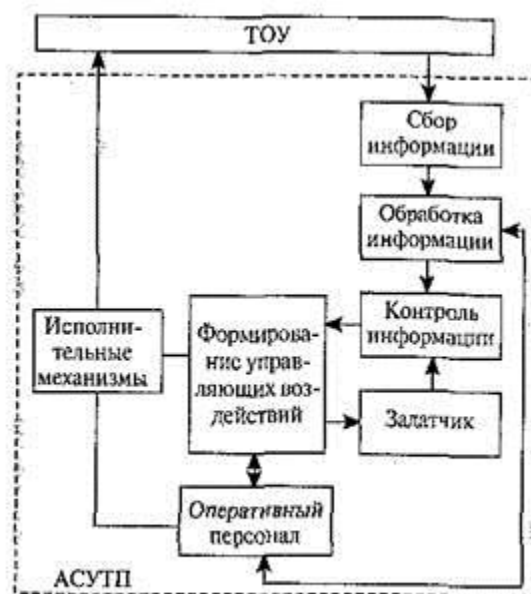 ТОУ
Сбор
информации
Обработка
информации
Контроль
информации
Исполни-
тельные
механизмы
Формирова-
ние управ-
ляющих воз-
действий
Задатчик
Оперативный
персонал
АСУТП